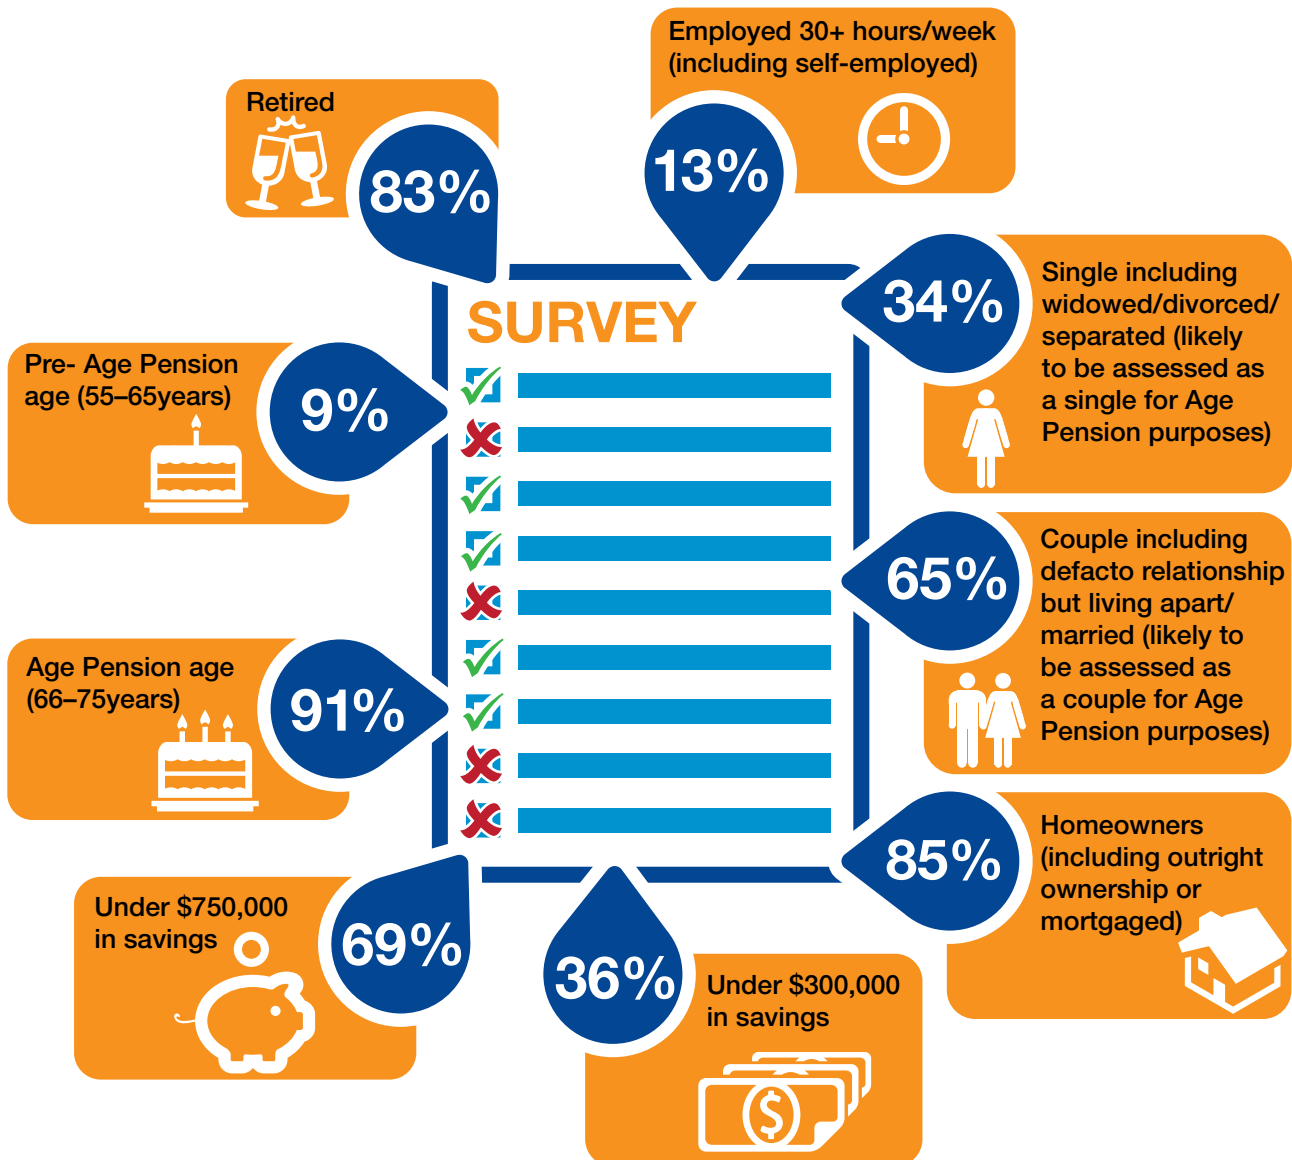 Employed 30+ hours/week
(including self-employed)
13%
Retired
83%
SURVEY
34%
Single including
widowed/divorced/
separated (likely
to be assessed as
a single for Age
Pension purposes)
Pre- Age Pension
age (55–65years)
9%
65%
Couple including
defacto relationship
but living apart/
married (likely to
be assessed as
a couple for Age
Pension purposes)
Age Pension age
(66–75years)
91%
85%
Homeowners
(including outright
ownership or
mortgaged)
Under $750,000
in savings
69%
36%
Under $300,000
in savings
$